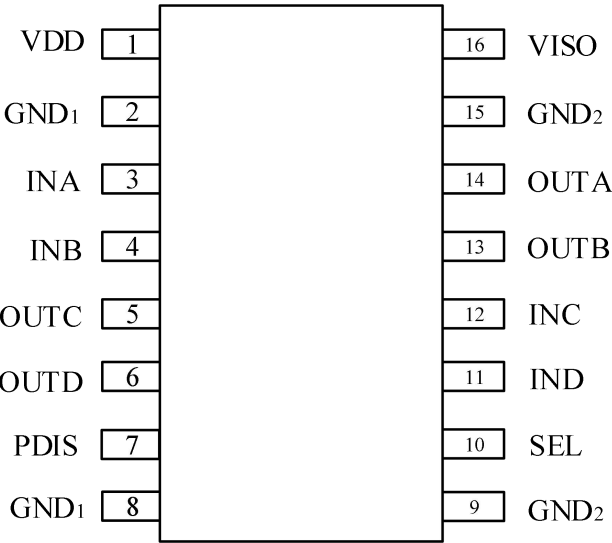 VDD 1 16 VISO
GND1 2 15 GND2
INA 3 14 OUTA
INB 4 13 OUTB
OUTC 5 12 INC
OUTD 6 11 IND
PDIS 7 10 SEL
GND1 8 9 GND2